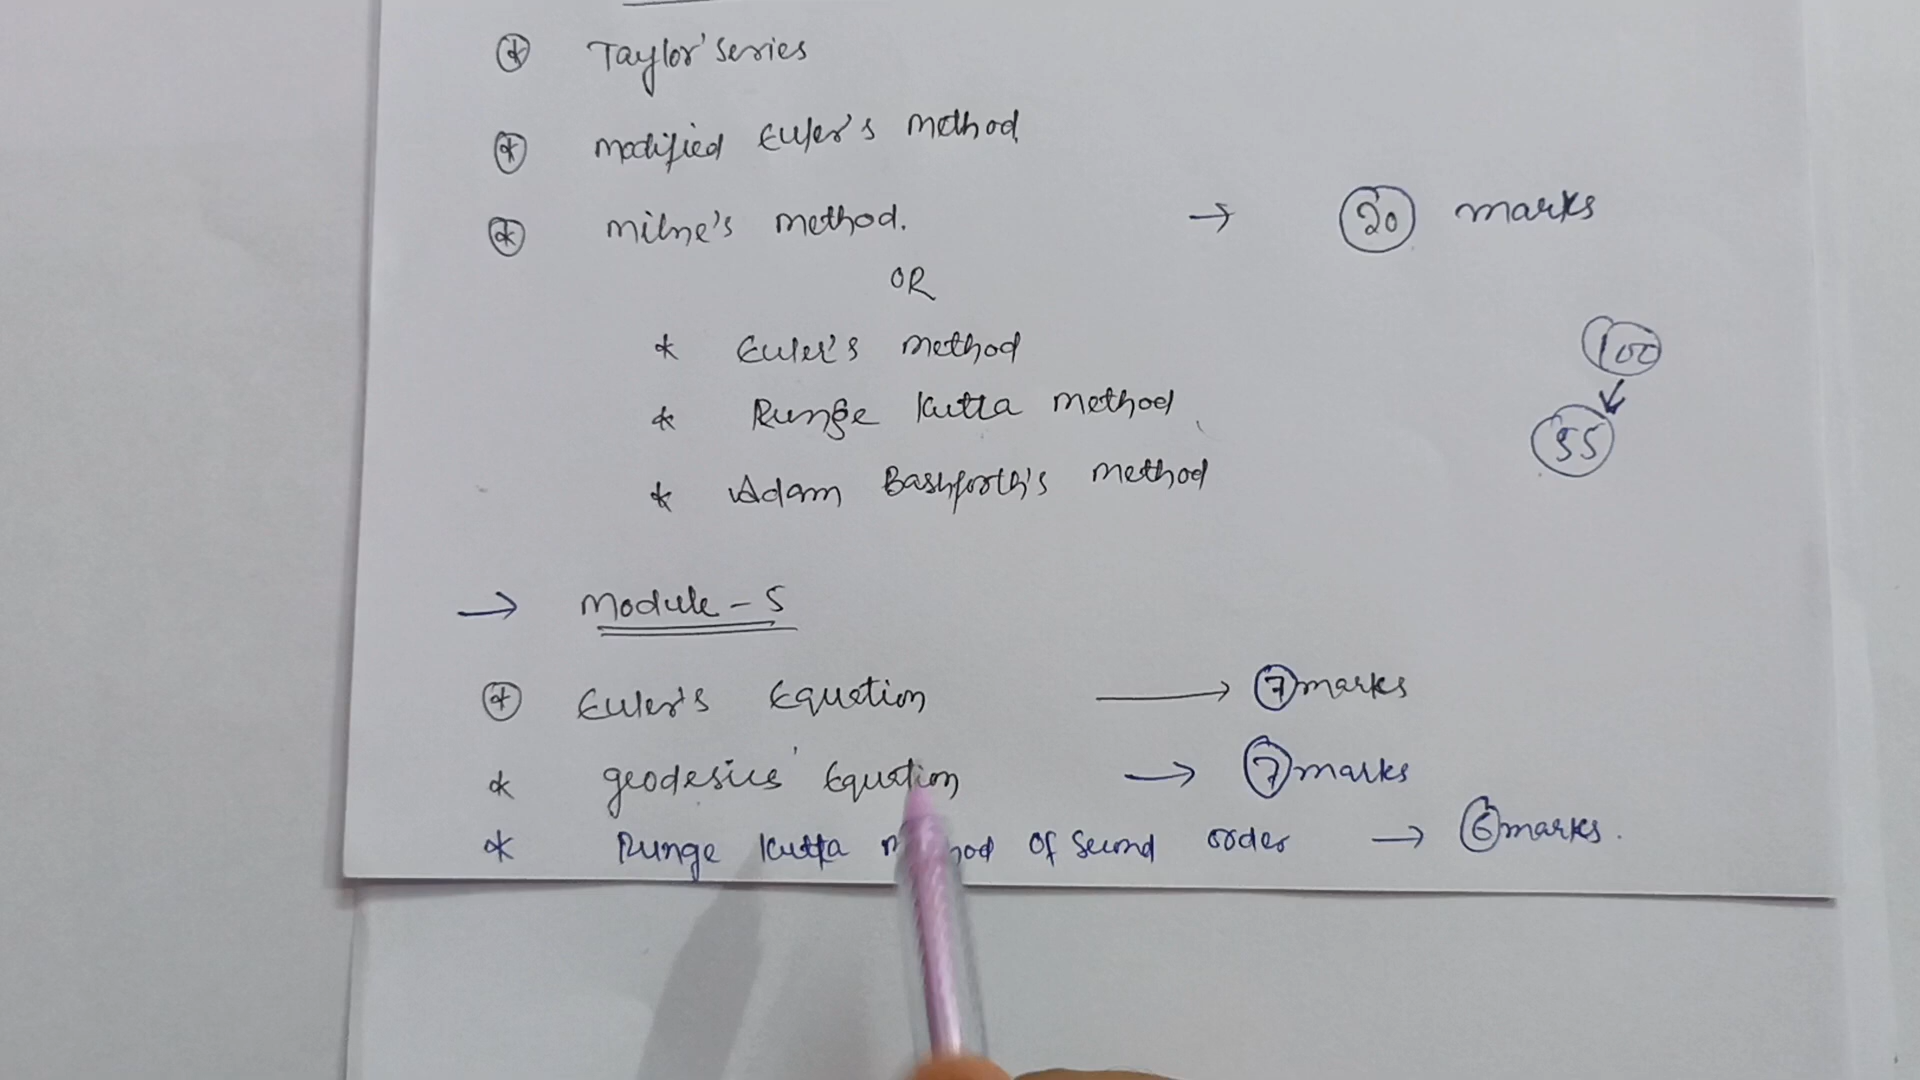 * Taylor' Series
* modified Euler's method
* milne's method. → 20 marks
OR
* Euler's method
* Runge Kutta method
* Adam Bashforth's method
100
↓
→ Module - 5
* Euler's Equation → 7 marks
* geodesics' Equation → 7 marks
* Runge Kutta method of Second order → 6 marks.